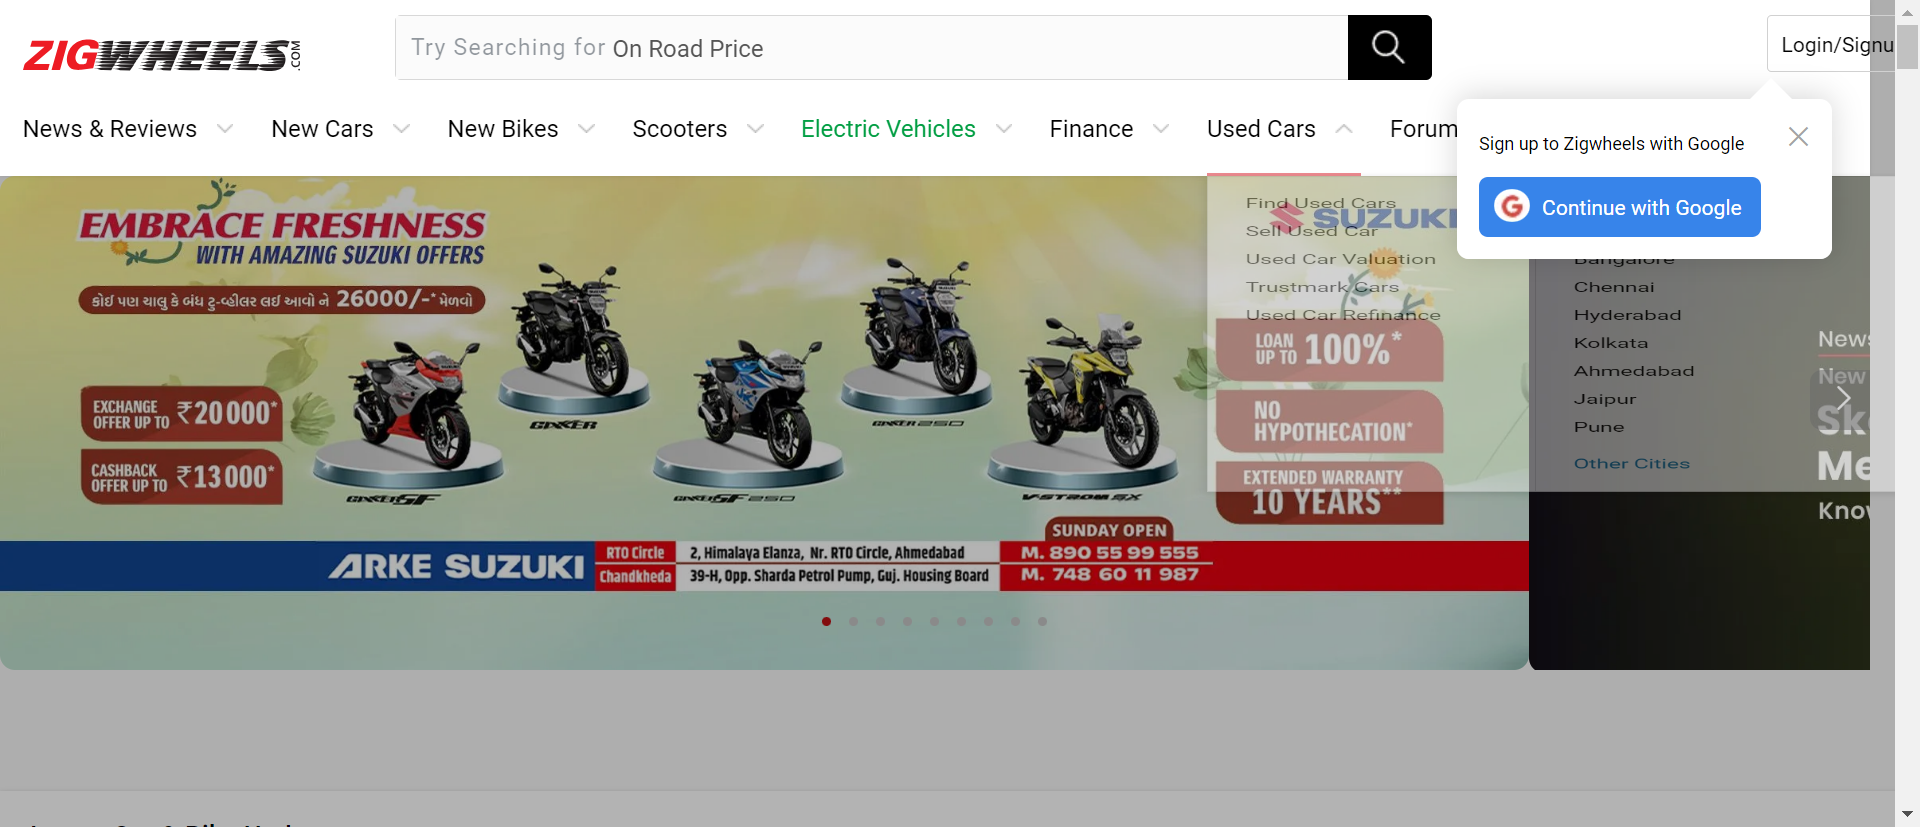 ZIGWHEELS.COM
Try Searching for On Road Price
Login/Signu
News & Reviews
New Cars
New Bikes
Scooters
Electric Vehicles
Finance
Used Cars
Forum
Sign up to Zigwheels with Google
Continue with Google
EMBRACE FRESHNESS
WITH AMAZING SUZUKI OFFERS
કોઈ પણ ચાલુ કે બંધ ટુ-વ્હીલર લઈ આવો ને 26000/-* મેળવો
EXCHANGE
OFFER UP TO ₹20000*
CASHBACK
OFFER UP TO ₹13000*
GIXXER SF
GIXXER
GIXXER SF 250
GIXXER 250
V-STROM SX
SUZUKI
LOAN
UP TO 100%*
NO
HYPOTHECATION*
EXTENDED WARRANTY
10 YEARS**
SUNDAY OPEN
ARKE SUZUKI
RTO Circle
2, Himalaya Elanza, Nr. RTO Circle, Ahmedabad
M. 890 55 99 555
Chandkheda
39-H, Opp. Sharda Petrol Pump, Guj. Housing Board
M. 748 60 11 987
Find Used Cars
Sell Used Car
Used Car Valuation
Trustmark Cars
Used Car Refinance
Bangalore
Chennai
Hyderabad
Kolkata
Ahmedabad
Jaipur
Pune
Other Cities
News
New
Sk
Me
Know